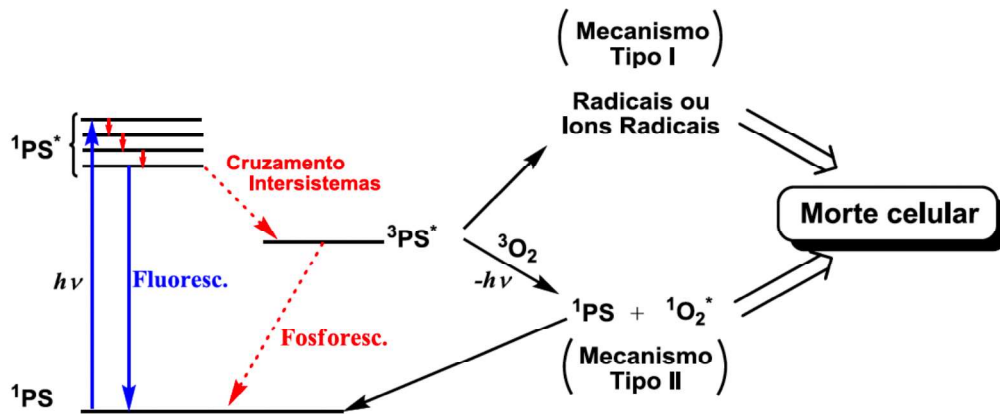 (Mecanismo
Tipo I)
Radicais ou
Ions Radicais
¹PS*
Cruzamento
Intersistemas
³PS*
³O₂
-hν
Morte celular
hν
Fluoresc.
Fosforesc.
¹PS + ¹O₂*
(Mecanismo
Tipo II)
¹PS